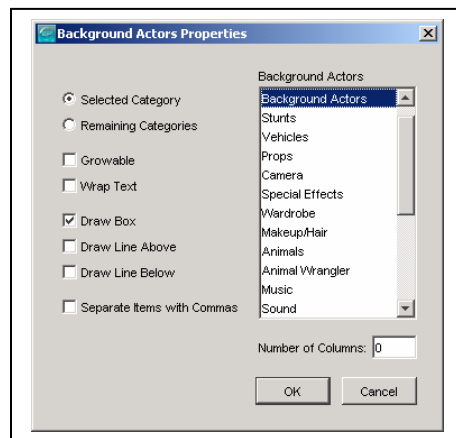 Background Actors Properties
Selected Category
Remaining Categories
Growable
Wrap Text
Draw Box
Draw Line Above
Draw Line Below
Separate Items with Commas
Background Actors
Background Actors
Stunts
Vehicles
Props
Camera
Special Effects
Wardrobe
Makeup/Hair
Animals
Animal Wrangler
Music
Sound
Number of Columns: 0
OK Cancel